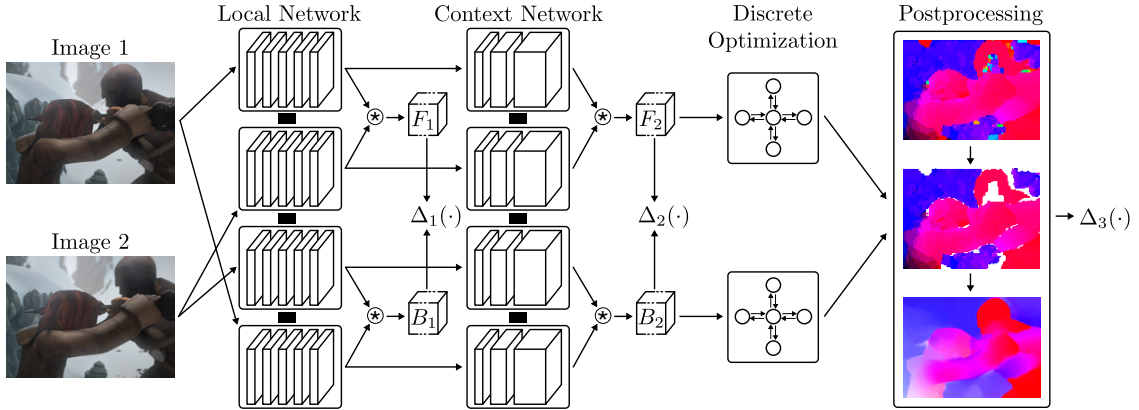 Local Network
Context Network
Discrete
Optimization
Postprocessing
Image 1
F₁
F₂
Δ₁(·)
Δ₂(·)
Δ₃(·)
Image 2
B₁
B₂